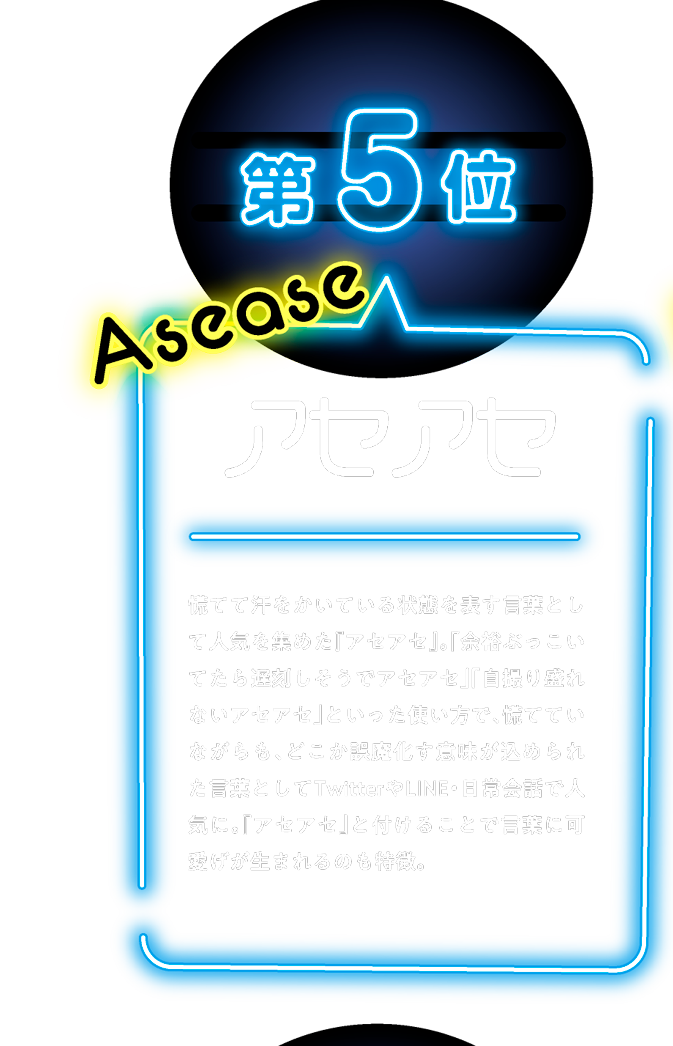 第5位
Asease
アセアセ
慌てて汗をかいている状態を表す言葉とし
て人気を集めた『アセアセ』。『余裕ぶっこい
てたら遅刻しそうでアセアセ』『自撮り盛れ
ないアセアセ』といった使い方で、慌ててい
ながらも、どこか誤魔化す意味が込められ
た言葉としてTwitterやLINE・日常会話で人
気に。『アセアセ』と付けることで言葉に可
愛げが生まれるのも特徴。